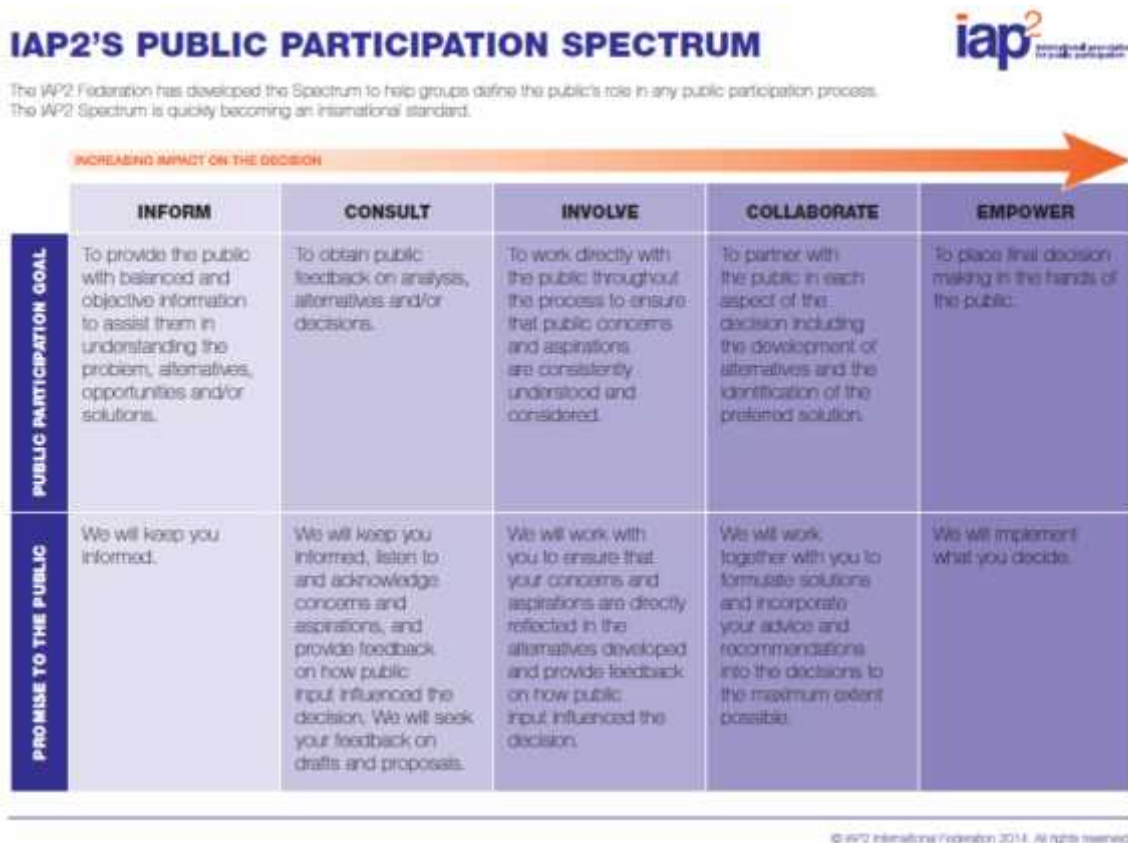 IAP2'S PUBLIC PARTICIPATION SPECTRUM
iap2
international association
for public participation
The IAP2 Federation has developed the Spectrum to help groups define the public's role in any public participation process.
The IAP2 Spectrum is quickly becoming an international standard.
INCREASING IMPACT ON THE DECISION
INFORM
CONSULT
INVOLVE
COLLABORATE
EMPOWER
PUBLIC PARTICIPATION GOAL
To provide the public
with balanced and
objective information
to assist them in
understanding the
problem, alternatives,
opportunities and/or
solutions.
To obtain public
feedback on analysis,
alternatives and/or
decisions.
To work directly with
the public throughout
the process to ensure
that public concerns
and aspirations
are consistently
understood and
considered.
To partner with
the public in each
aspect of the
decision including
the development of
alternatives and the
identification of the
preferred solution.
To place final decision
making in the hands of
the public.
PROMISE TO THE PUBLIC
We will keep you
informed.
We will keep you
informed, listen to
and acknowledge
concerns and
aspirations, and
provide feedback
on how public
input influenced the
decision. We will seek
your feedback on
drafts and proposals.
We will work with
you to ensure that
your concerns and
aspirations are directly
reflected in the
alternatives developed
and provide feedback
on how public
input influenced the
decision.
We will work
together with you to
formulate solutions
and incorporate
your advice and
recommendations
into the decisions to
the maximum extent
possible.
We will implement
what you decide.
© IAP2 International Federation 2014. All rights reserved.